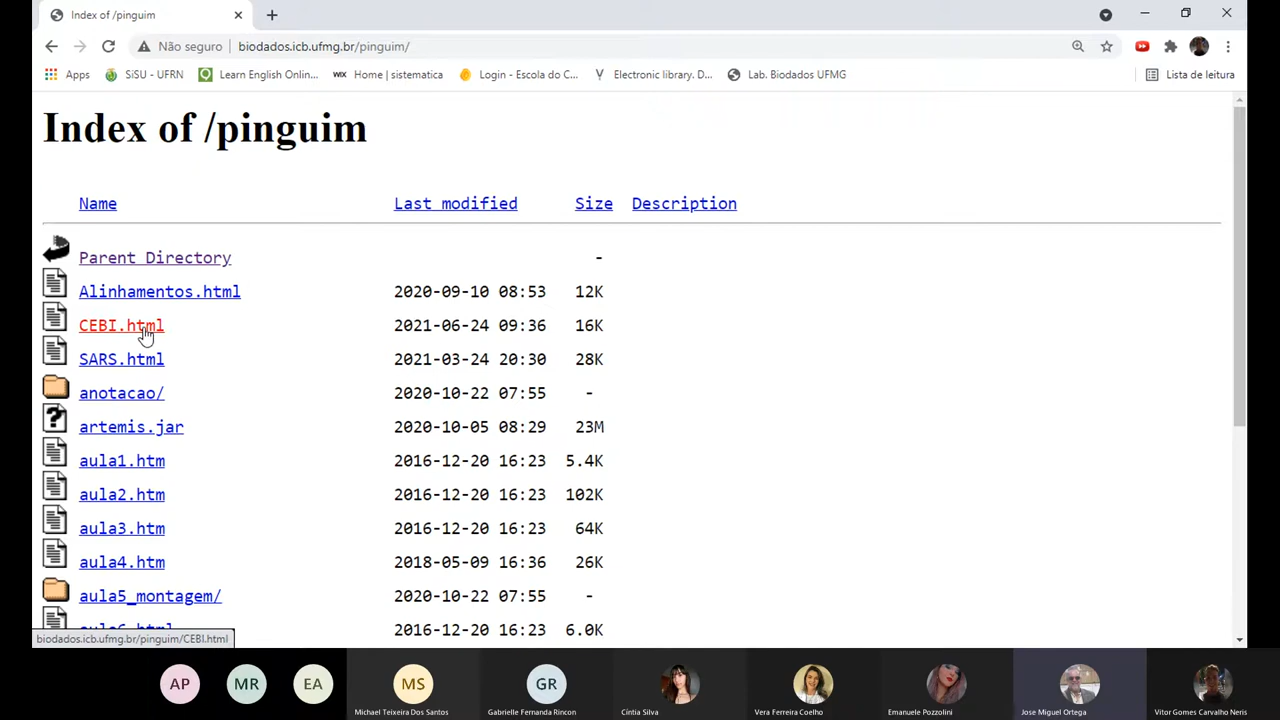 Index of /pinguim
Não seguro
biodados.icb.ufmg.br/pinguim/
Apps
SiSU - UFRN
Learn English Onlin...
WIX
Home | sistematica
Login - Escola do C...
Electronic library. D...
Lab. Biodados UFMG
Lista de leitura
Index of /pinguim
Name Last modified Size Description
Parent Directory -
Alinhamentos.html 2020-09-10 08:53 12K
CEBI.html 2021-06-24 09:36 16K
SARS.html 2021-03-24 20:30 28K
anotacao/ 2020-10-22 07:55 -
artemis.jar 2020-10-05 08:29 23M
aula1.htm 2016-12-20 16:23 5.4K
aula2.htm 2016-12-20 16:23 102K
aula3.htm 2016-12-20 16:23 64K
aula4.htm 2018-05-09 16:36 26K
aula5_montagem/ 2020-10-22 07:55 -
aula6.html 2016-12-20 16:23 6.0K
biodados.icb.ufmg.br/pinguim/CEBI.html
AP
MR
EA
MS
GR
Michael Teixeira Dos Santos
Gabrielle Fernanda Rincon
Cíntia Silva
Vera Ferreira Coelho
Emanuele Pozzolini
Jose Miguel Ortega
Vitor Gomes Carvalho Neris